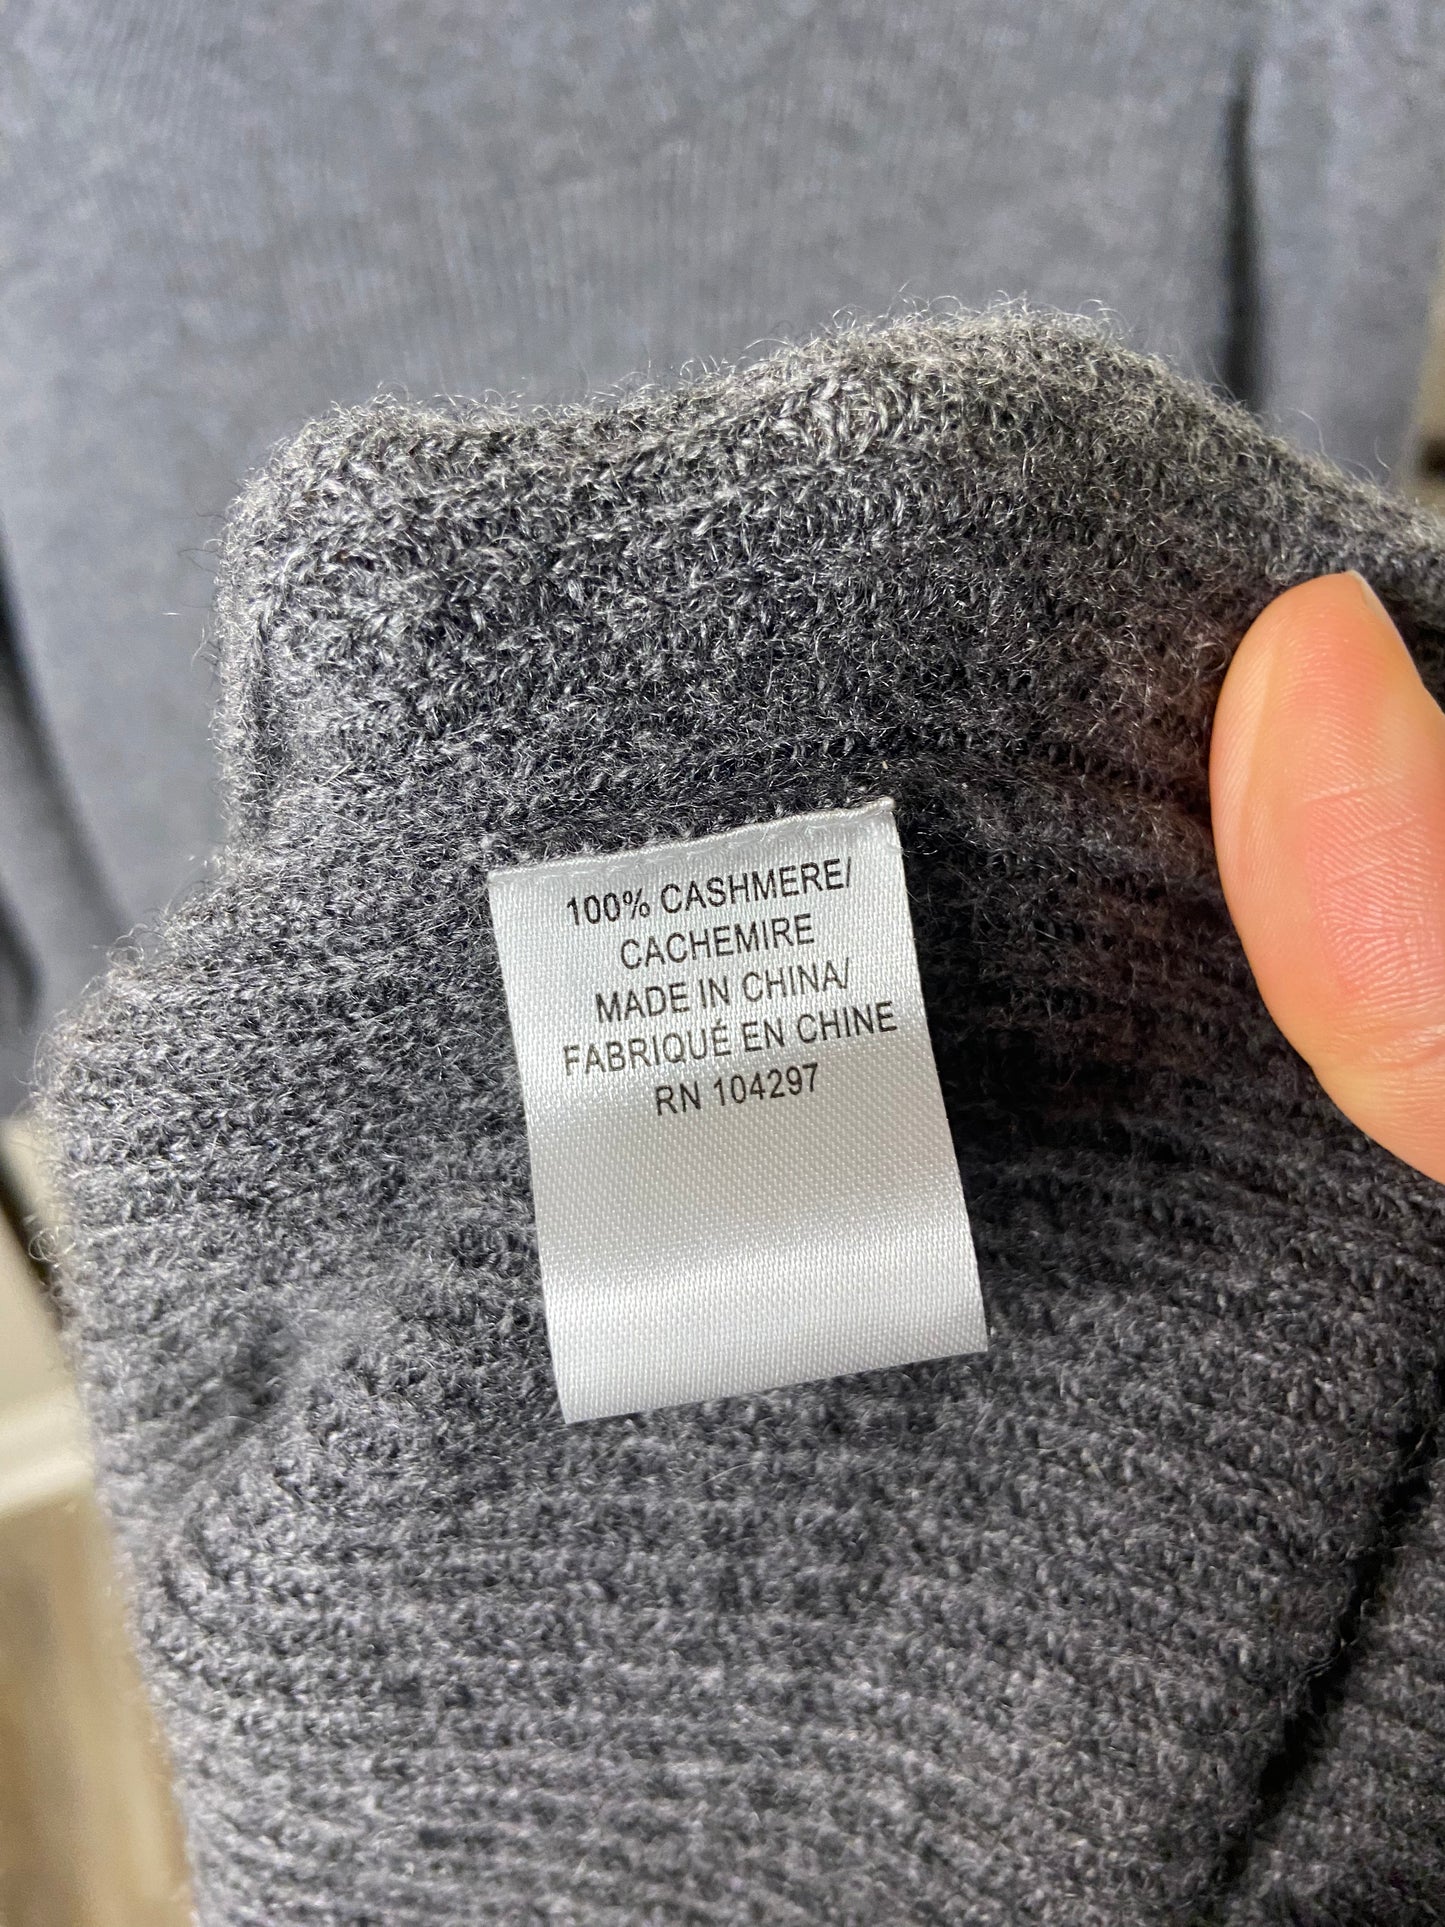 100% CASHMERE/
CACHEMIRE
MADE IN CHINA/
FABRIQUÉ EN CHINE
RN 104297